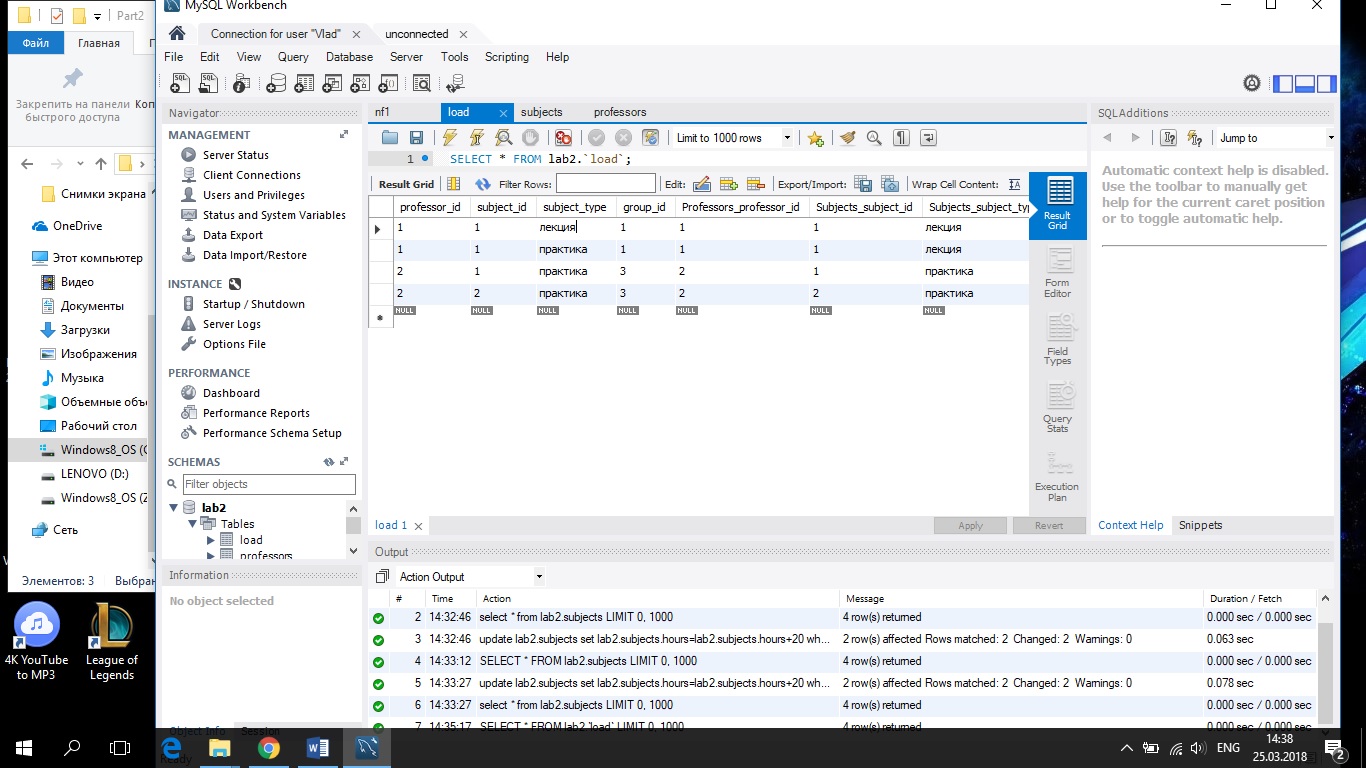 Part2
MySQL Workbench
Файл
Главная
Connection for user "Vlad"
unconnected
File Edit View Query Database Server Tools Scripting Help
Закрепить на панели
быстрого доступа
Navigator
MANAGEMENT
Server Status
Client Connections
Users and Privileges
Status and System Variables
Data Export
Data Import/Restore
INSTANCE
Startup / Shutdown
Server Logs
Options File
PERFORMANCE
Dashboard
Performance Reports
Performance Schema Setup
SCHEMAS
Filter objects
lab2
Tables
load
professors
Information
No object selected
Object Info Session
Снимки экрана
OneDrive
Этот компьютер
Видео
Документы
Загрузки
Изображения
Музыка
Объемные объе
Рабочий стол
Windows8_OS (C
LENOVO (D:)
Windows8_OS (Z
Сеть
Элементов: 3 Выбран
nf1 load subjects professors
Limit to 1000 rows
1 SELECT * FROM lab2.`load`;
Result Grid Filter Rows: Edit: Export/Import: Wrap Cell Content:
professor_id subject_id subject_type group_id Professors_professor_id Subjects_subject_id Subjects_subject_typ
1 1 лекция 1 1 1 лекция
1 1 практика 1 1 1 лекция
2 1 практика 3 2 1 практика
2 2 практика 3 2 2 практика
NULL NULL NULL NULL NULL NULL NULL
Result
Grid
Form
Editor
Field
Types
Query
Stats
Execution
Plan
load 1
Apply Revert
SQLAdditions
Jump to
Automatic context help is disabled.
Use the toolbar to manually get
help for the current caret position
or to toggle automatic help.
Context Help Snippets
Output
Action Output
# Time Action Message Duration / Fetch
2 14:32:46 select * from lab2.subjects LIMIT 0, 1000 4 row(s) returned 0.000 sec / 0.000 sec
3 14:32:46 update lab2.subjects set lab2.subjects.hours=lab2.subjects.hours+20 wh... 2 row(s) affected Rows matched: 2 Changed: 2 Warnings: 0 0.063 sec
4 14:33:12 SELECT * FROM lab2.subjects LIMIT 0, 1000 4 row(s) returned 0.000 sec / 0.000 sec
5 14:33:27 update lab2.subjects set lab2.subjects.hours=lab2.subjects.hours+20 wh... 2 row(s) affected Rows matched: 2 Changed: 2 Warnings: 0 0.078 sec
6 14:33:27 select * from lab2.subjects LIMIT 0, 1000 4 row(s) returned 0.000 sec / 0.000 sec
7 14:35:17 SELECT * FROM lab2.`load` LIMIT 0, 1000 4 row(s) returned 0.000 sec / 0.000 sec
4K YouTube
to MP3
League of
Legends
Ready
ENG
14:38
25.03.2018
2